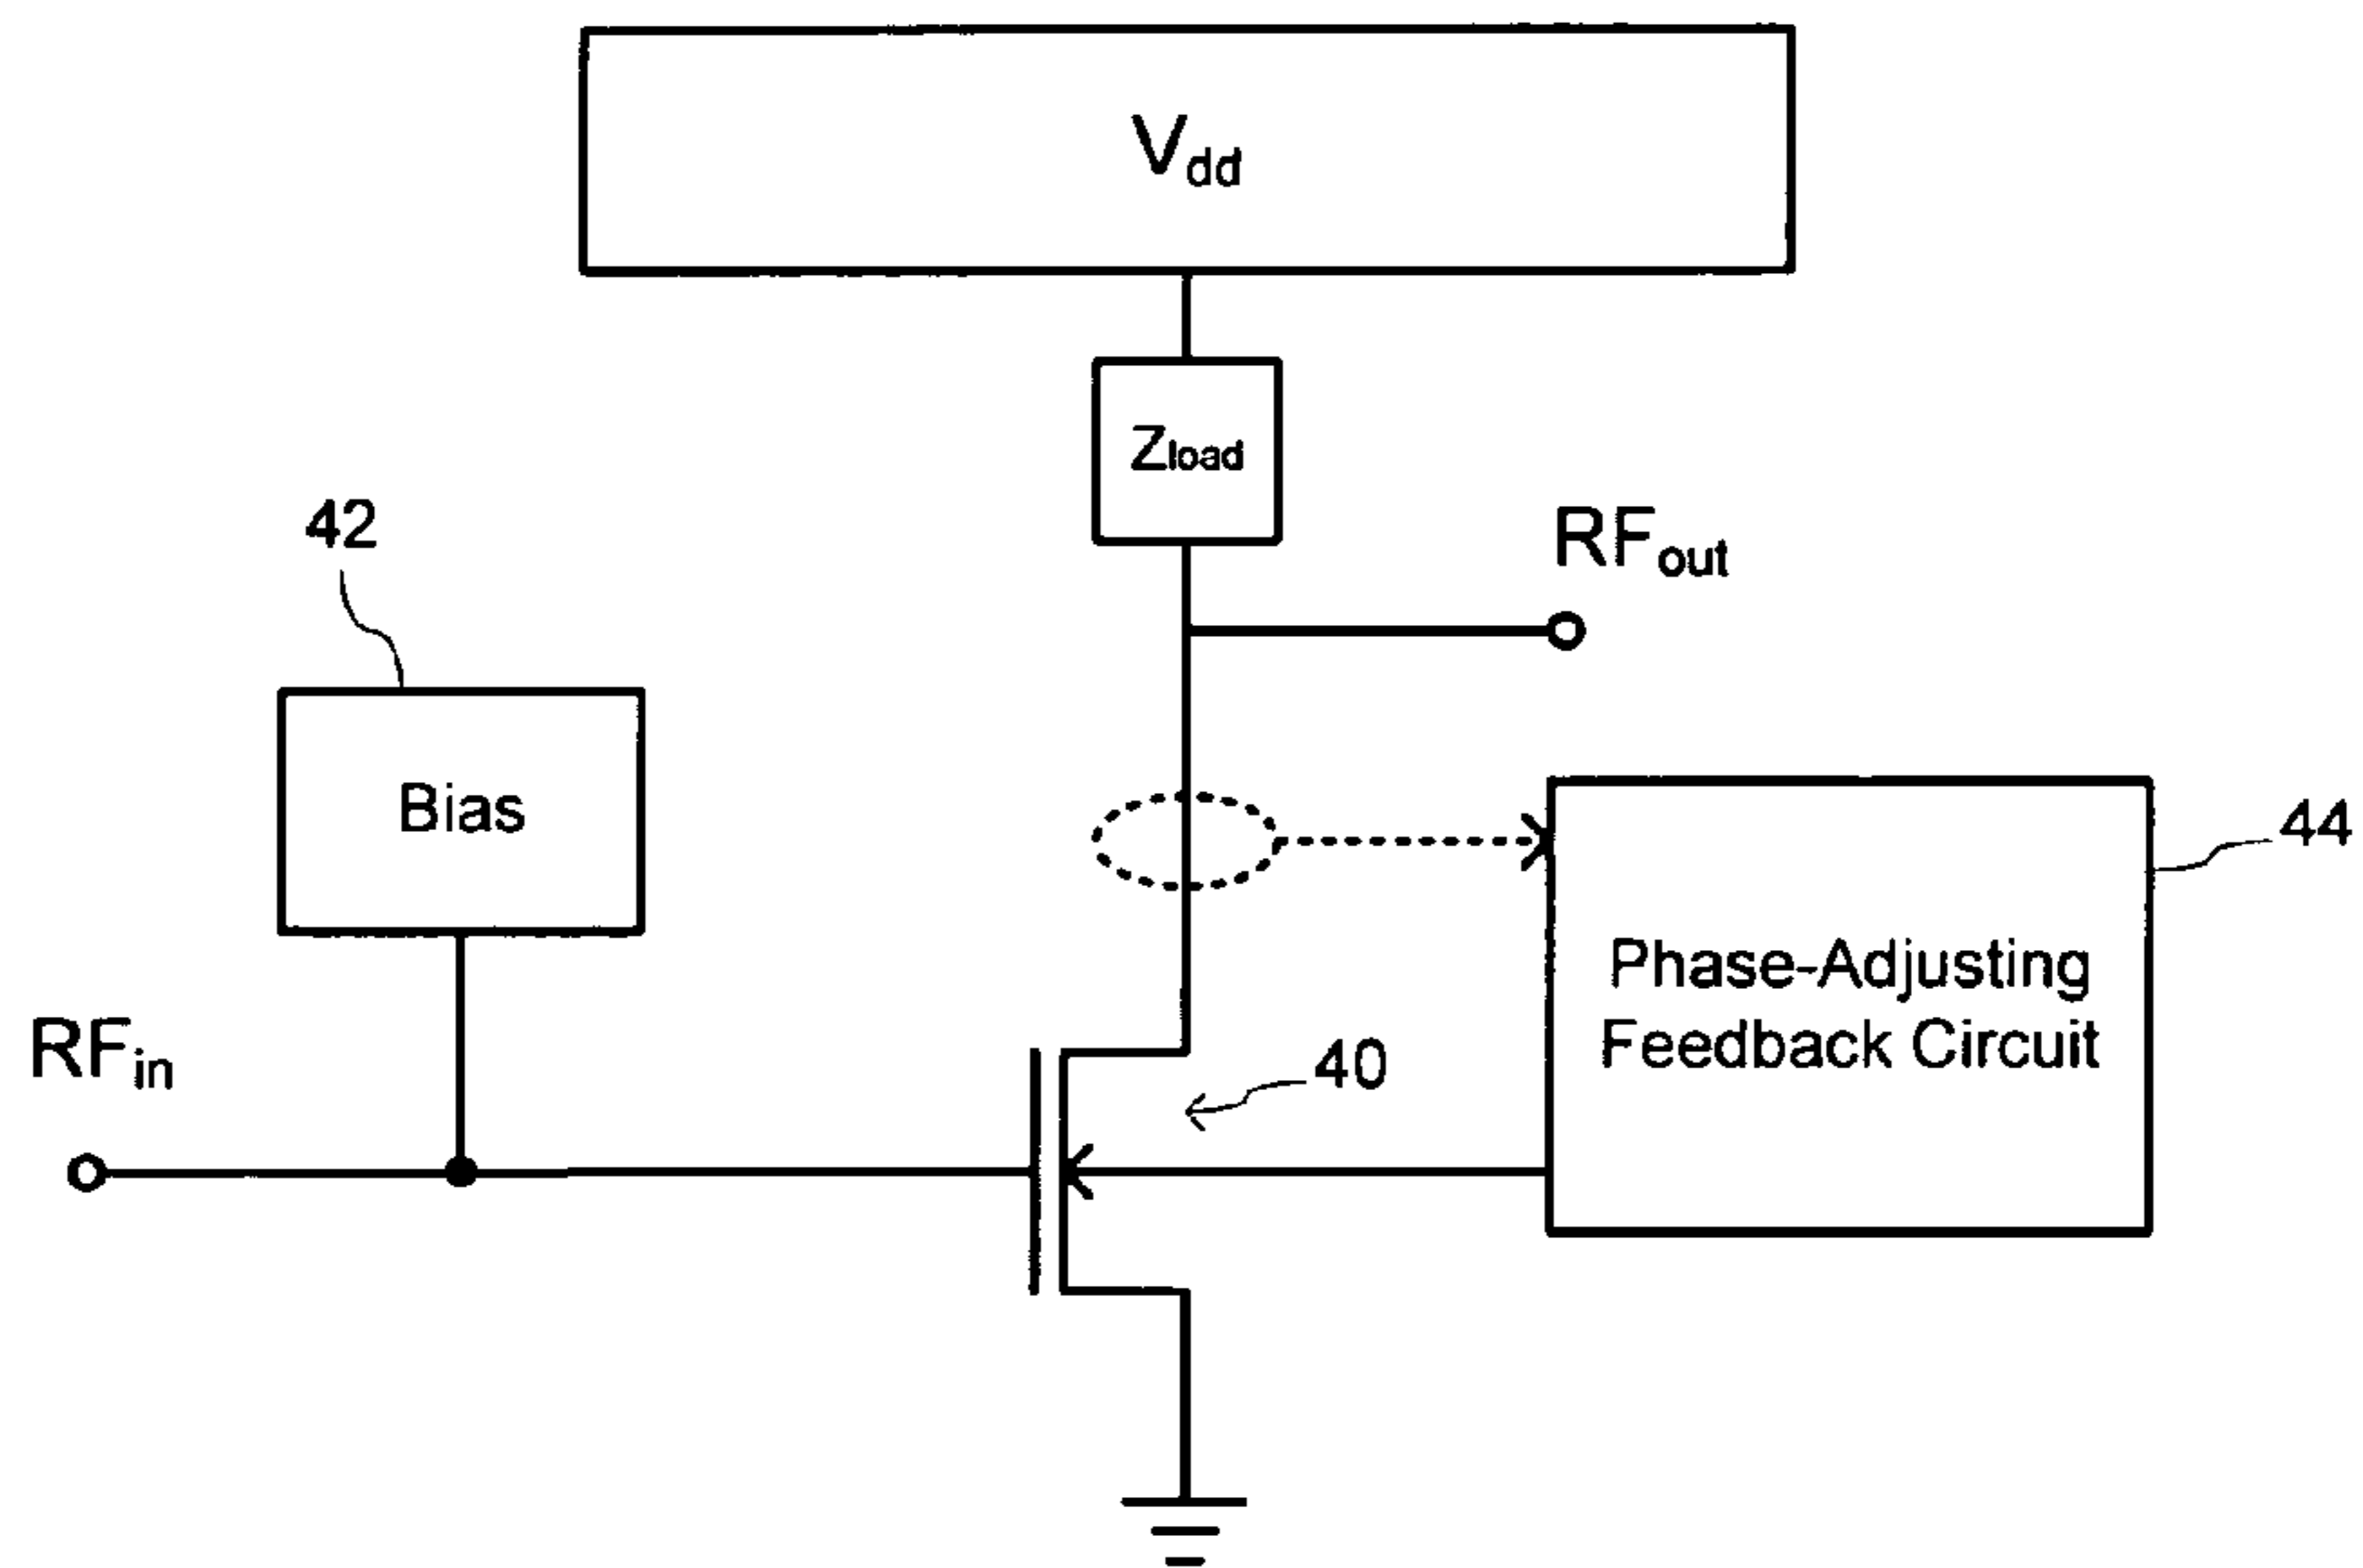 Vdd
Zload
42
RFout
Bias
44
Phase-Adjusting
Feedback Circuit
RFin
40